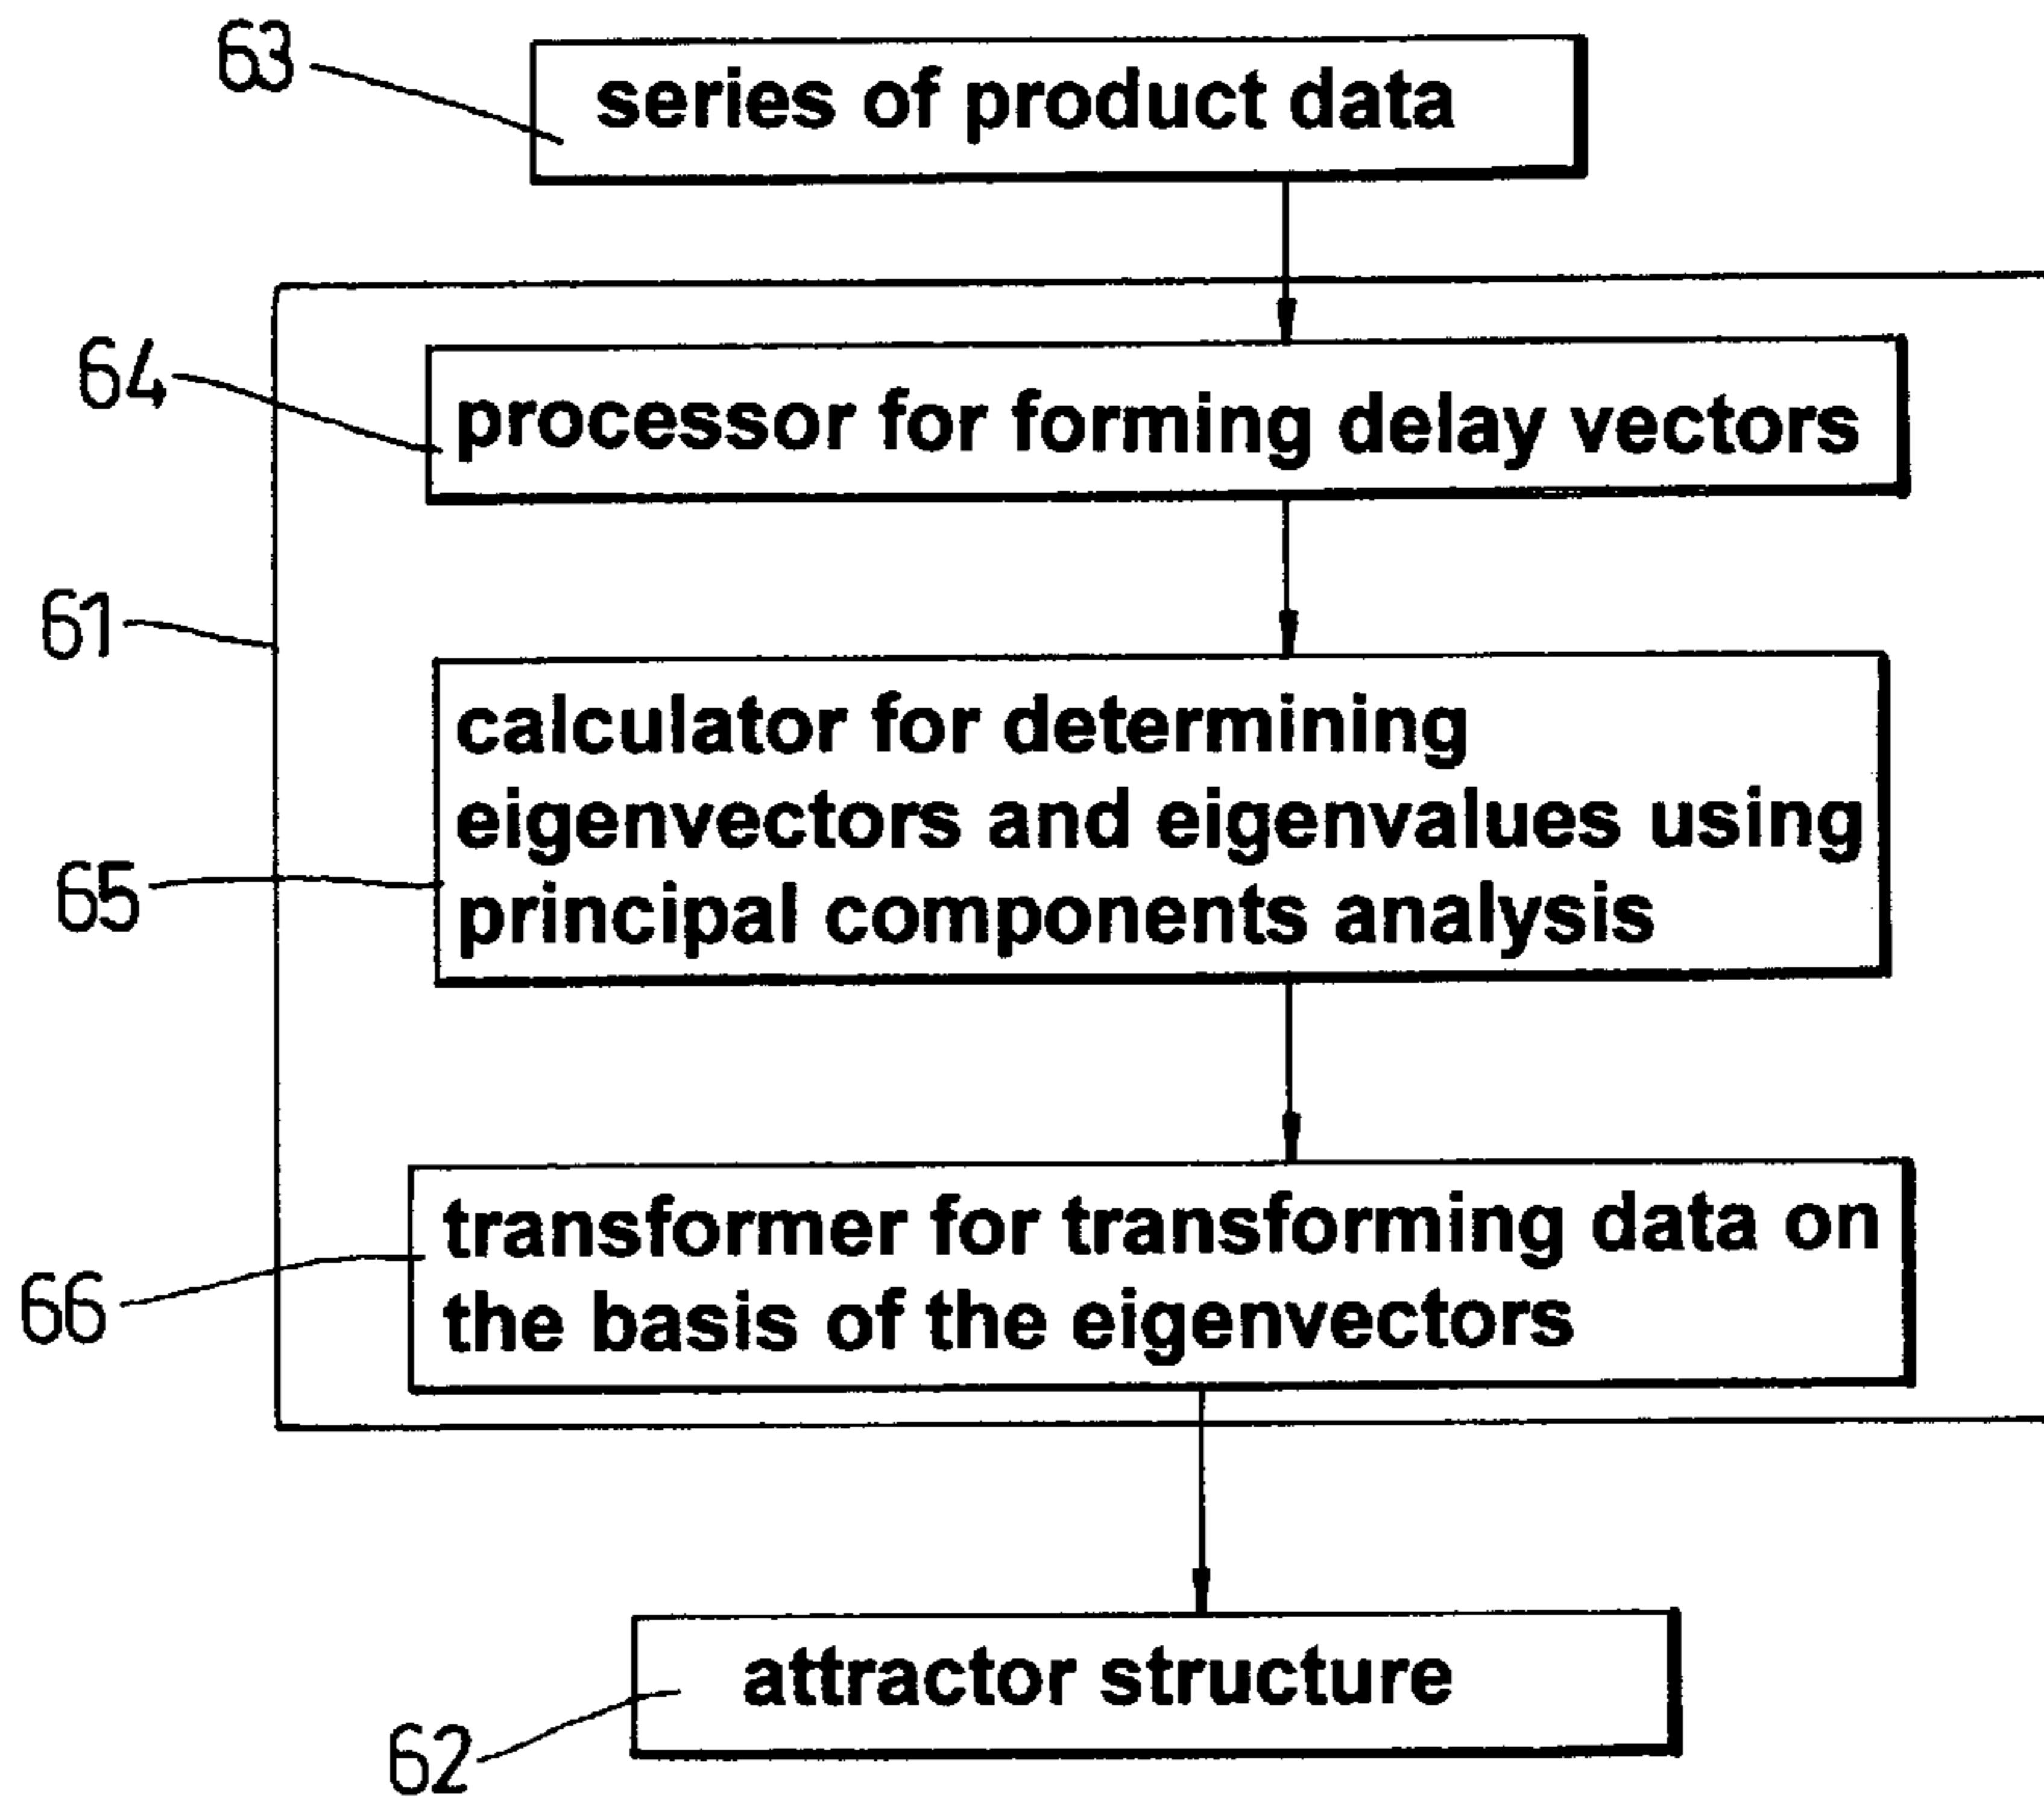 63
series of product data
64
processor for forming delay vectors
61
calculator for determining
eigenvectors and eigenvalues using
65
principal components analysis
transformer for transforming data on
66
the basis of the eigenvectors
attractor structure
62